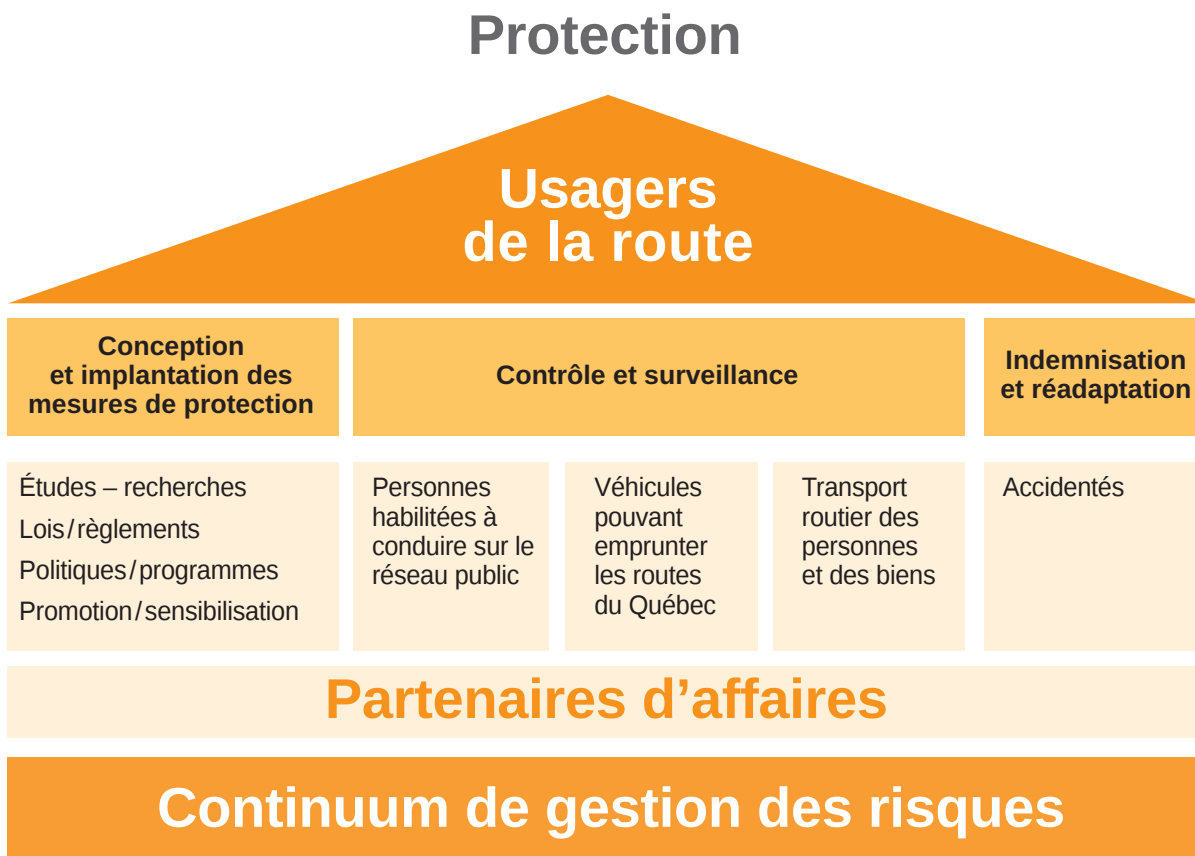 Protection
Usagers
de la route
Conception
et implantation des
mesures de protection
Contrôle et surveillance
Indemnisation
et réadaptation
Études – recherches
Lois/règlements
Politiques/programmes
Promotion/sensibilisation
Personnes
habilitées à
conduire sur le
réseau public
Véhicules
pouvant
emprunter
les routes
du Québec
Transport
routier des
personnes
et des biens
Accidentés
Partenaires d’affaires
Continuum de gestion des risques